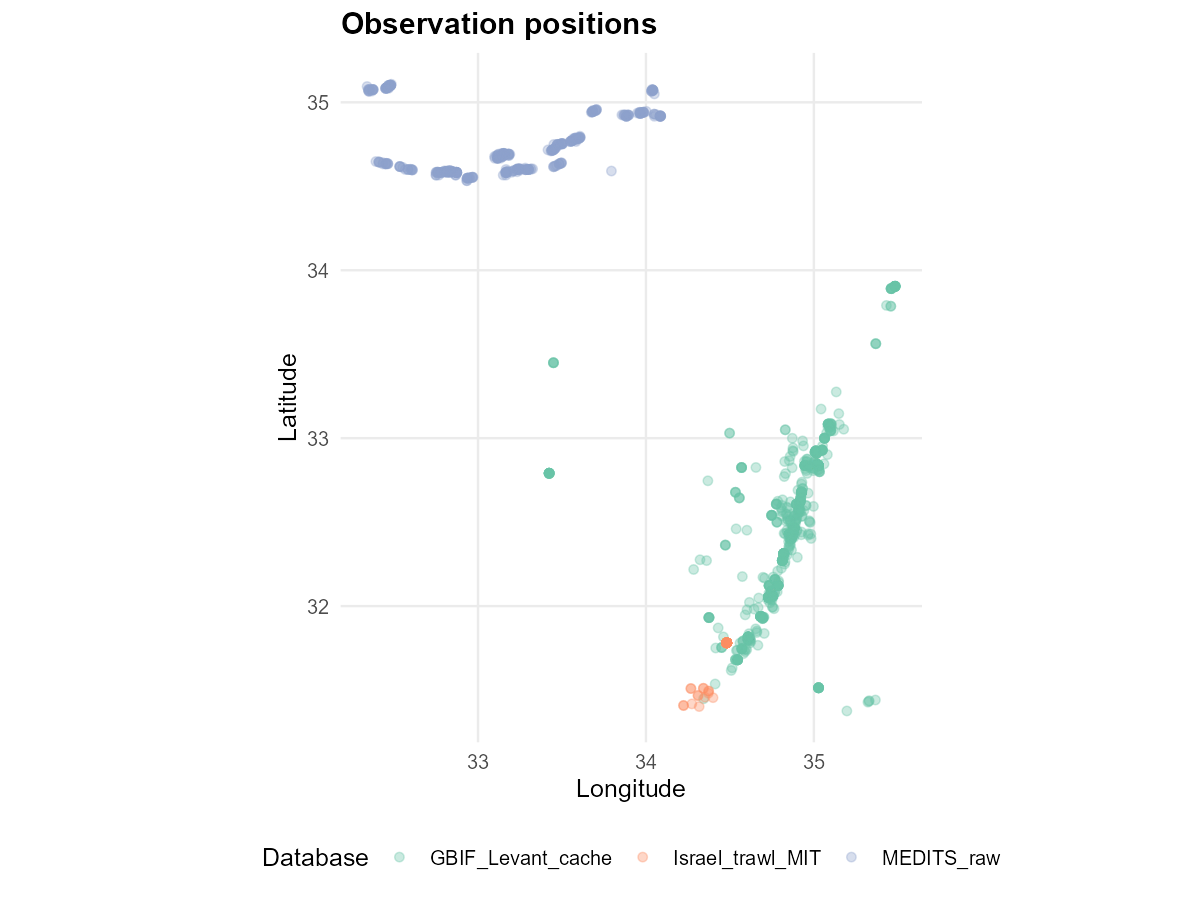 Observation positions
35
34
33
32
Latitude
33
34
35
Longitude
Database GBIF_Levant_cache Israel_trawl_MIT MEDITS_raw